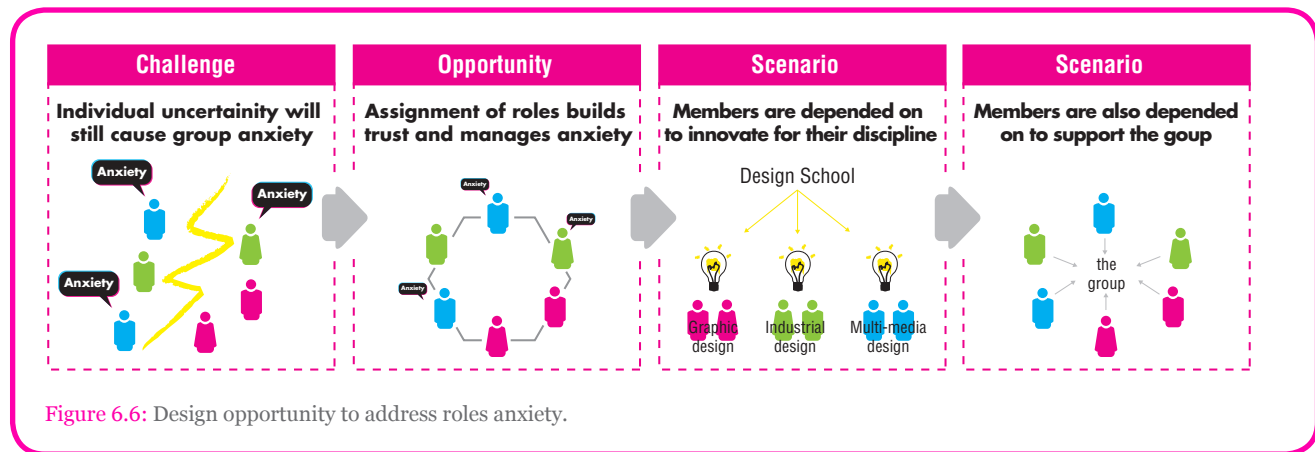 Challenge
Individual uncertainity will
still cause group anxiety
Anxiety
Anxiety
Anxiety
Opportunity
Assignment of roles builds
trust and manages anxiety
Anxiety
Anxiety
Anxiety
Scenario
Members are depended on
to innovate for their discipline
Design School
Graphic
design
Industrial
design
Multi-media
design
Scenario
Members are also depended
on to support the goup
the
group
Figure 6.6: Design opportunity to address roles anxiety.